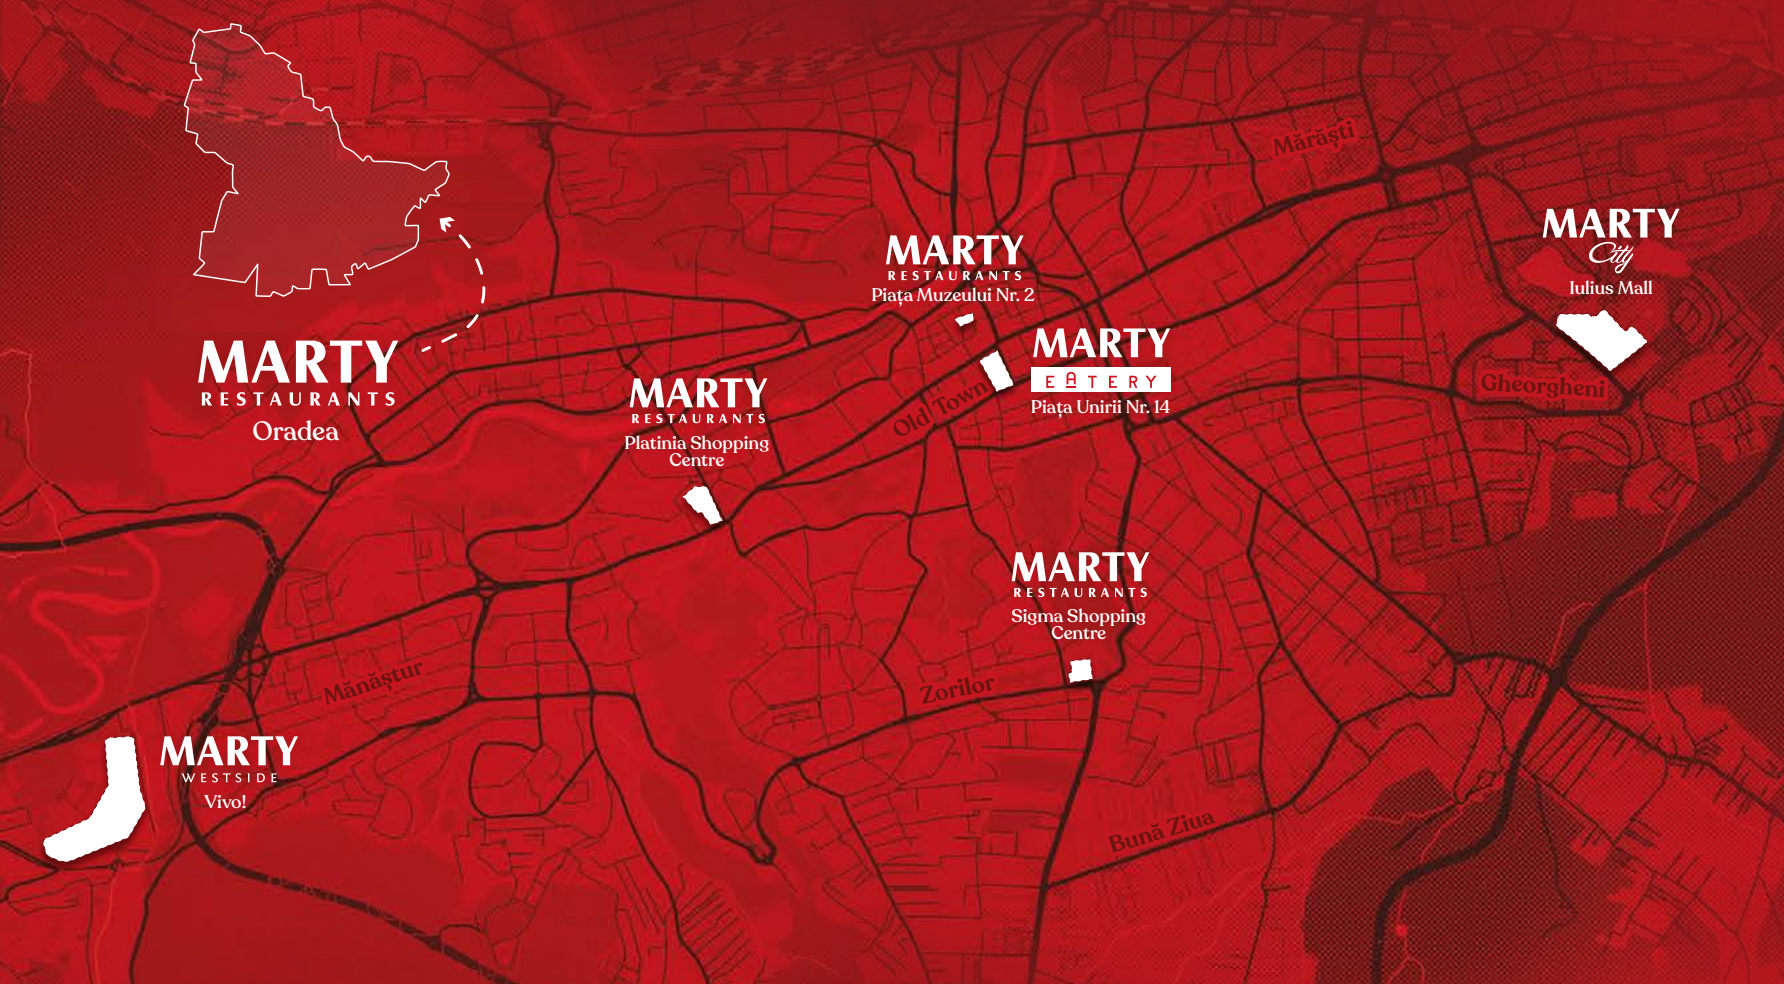 Mărăști
MARTY
City
Iulius Mall
MARTY
RESTAURANTS
Piața Muzeului Nr. 2
MARTY
EATERY
Piața Unirii Nr. 14
MARTY
RESTAURANTS
Oradea
MARTY
RESTAURANTS
Platinia Shopping
Centre
Old Town
Gheorgheni
MARTY
RESTAURANTS
Sigma Shopping
Centre
Mănăștur
Zorilor
MARTY
WESTSIDE
Vivo!
Bună Ziua